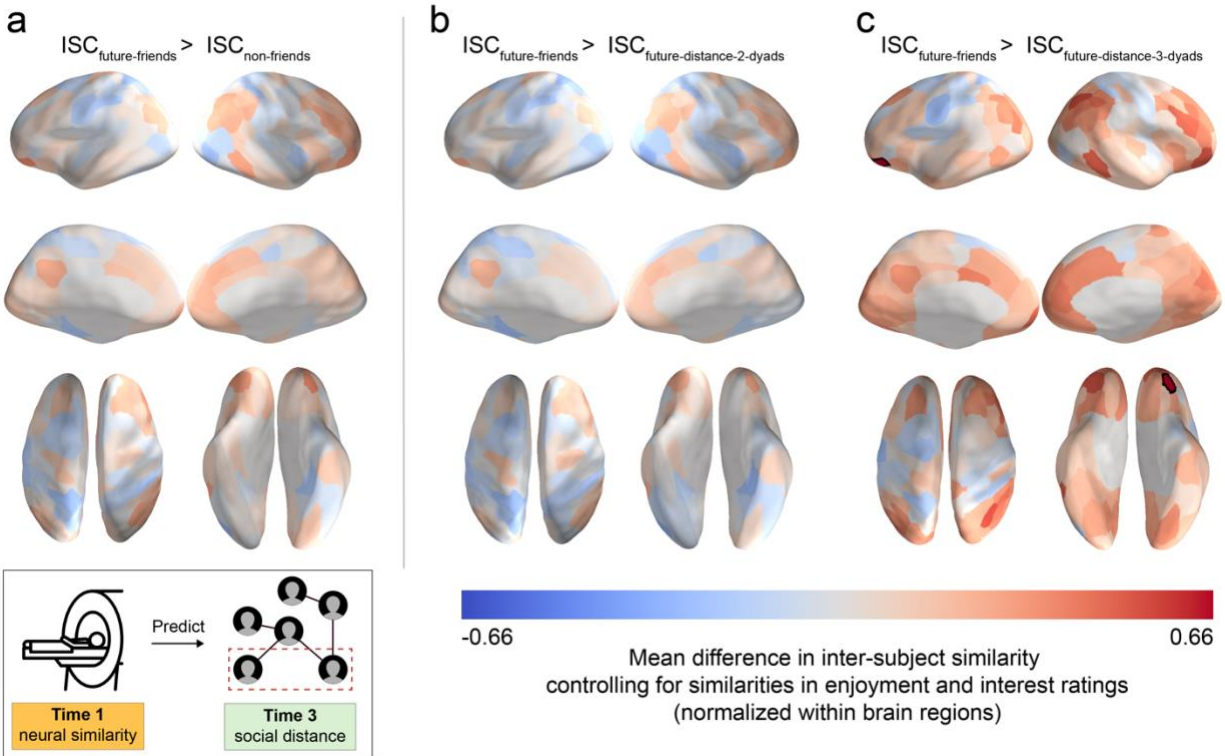 a
ISCfuture-friends > ISCnon-friends
b
ISCfuture-friends > ISCfuture-distance-2-dyads
c
ISCfuture-friends > ISCfuture-distance-3-dyads
Predict
Time 1
neural similarity
Time 3
social distance
-0.66
0.66
Mean difference in inter-subject similarity
controlling for similarities in enjoyment and interest ratings
(normalized within brain regions)